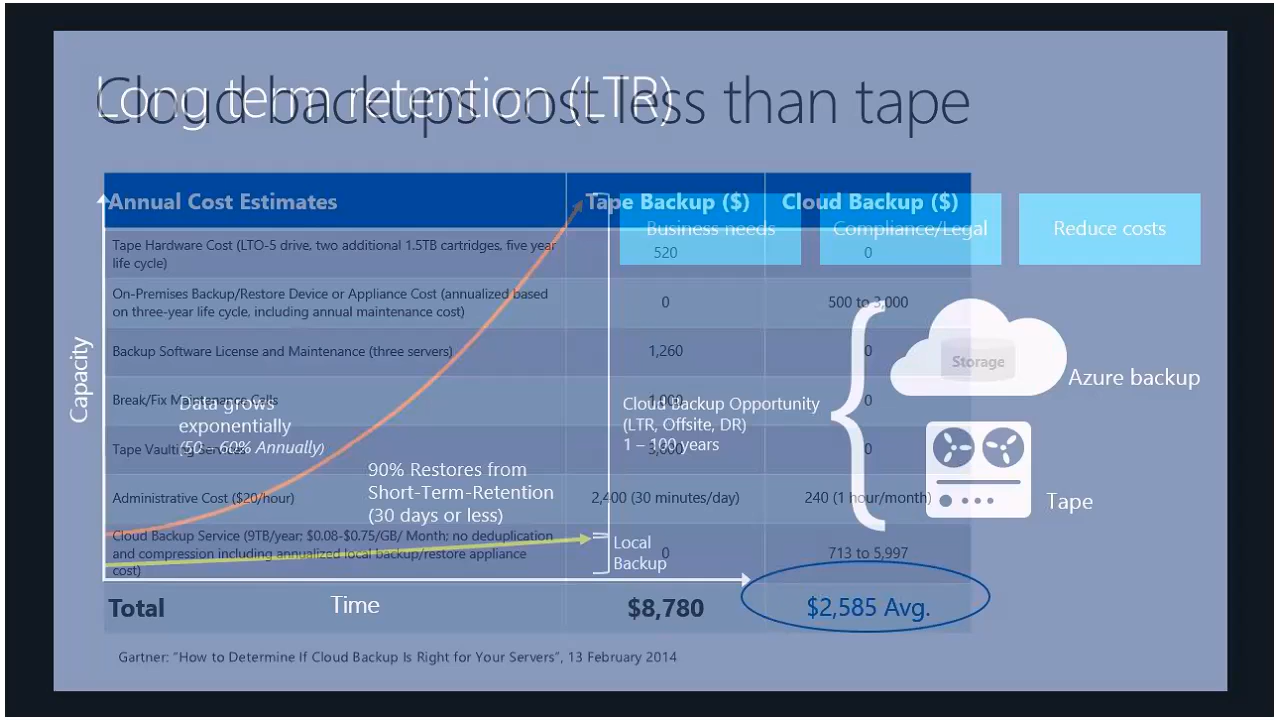 Long term retention (LTR)
Cloud backups cost less than tape
Annual Cost Estimates
Tape Backup ($)
Cloud Backup ($)
Business needs
Compliance/Legal
Reduce costs
Tape Hardware Cost (LTO-5 drive, two additional 1.5TB cartridges, five year
life cycle)
520
0
On-Premises Backup/Restore Device or Appliance Cost (annualized based
on three-year life cycle, including annual maintenance cost)
0
500 to 3,000
Backup Software License and Maintenance (three servers)
1,260
0
Storage
Azure backup
Capacity
Break/Fix Maintenance Calls
0
Data grows
exponentially
(50 – 60% Annually)
Cloud Backup Opportunity
(LTR, Offsite, DR)
1 – 100 years
Tape Vaulting
0
90% Restores from
Short-Term-Retention
(30 days or less)
Administrative Cost ($20/hour)
2,400 (30 minutes/day)
240 (1 hour/month)
Tape
Cloud Backup Service (9TB/year; $0.08-$0.75/GB/ Month; no deduplication
and compression including annualized local backup/restore appliance
cost)
0
713 to 5,997
Local
Backup
Total
$8,780
$2,585 Avg.
Time
Gartner: "How to Determine If Cloud Backup Is Right for Your Servers", 13 February 2014